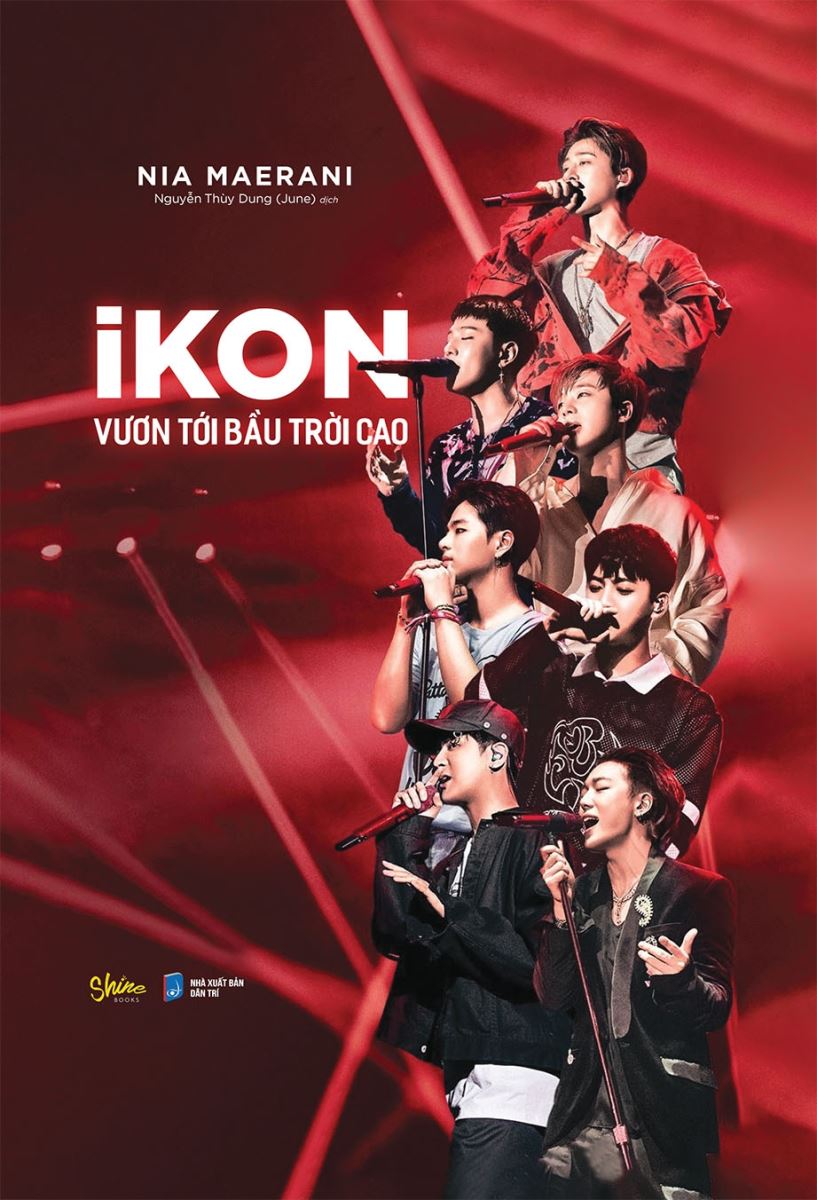 NIA MAERANI
Nguyễn Thùy Dung (June) dịch
iKON
VƯƠN TỚI BẦU TRỜI CAO
Shine
BOOKS
NHÀ XUẤT BẢN
DÂN TRÍ